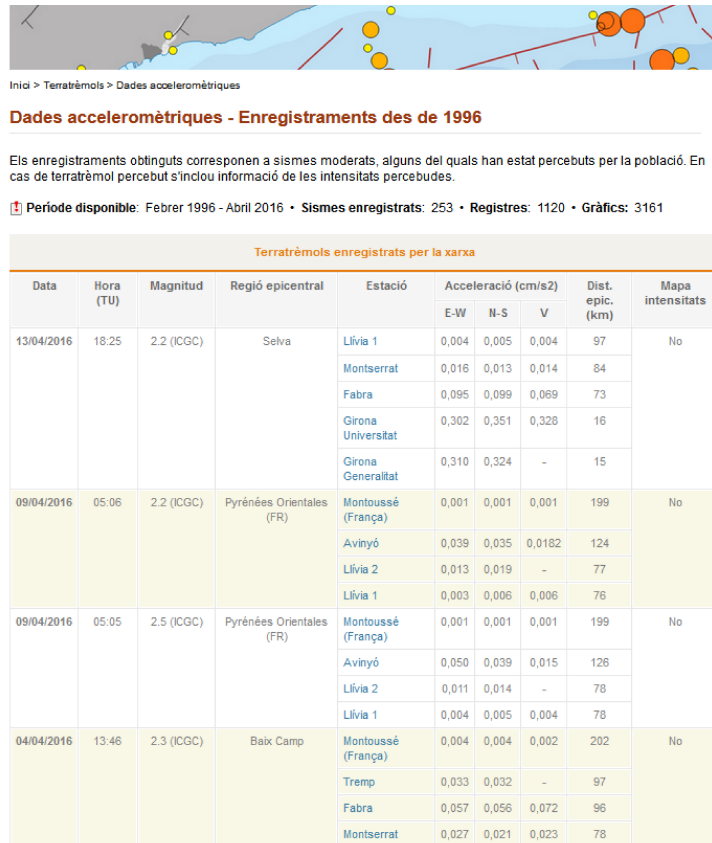 Inici > Terratrèmols > Dades acceleromètriques
Dades acceleromètriques - Enregistraments des de 1996
Els enregistraments obtinguts corresponen a sismes moderats, alguns del quals han estat percebuts per la població. En
cas de terratrèmol percebut s'inclou informació de les intensitats percebudes.
Període disponible: Febrer 1996 - Abril 2016 • Sismes enregistrats: 253 • Registres: 1120 • Gràfics: 3161
Terratrèmols enregistrats per la xarxa
Data Hora (TU) Magnitud Regió epicentral Estació Acceleració (cm/s2) Dist. epic. (km) Mapa intensitats
E-W N-S V
13/04/2016 18:25 2.2 (ICGC) Selva Llívia 1 0,004 0,005 0,004 97 No
Montserrat 0,016 0,013 0,014 84
Fabra 0,095 0,099 0,069 73
Girona Universitat 0,302 0,351 0,328 16
Girona Generalitat 0,310 0,324 - 15
09/04/2016 05:06 2.2 (ICGC) Pyrénées Orientales (FR) Montoussé (França) 0,001 0,001 0,001 199 No
Avinyó 0,039 0,035 0,0182 124
Llívia 2 0,013 0,019 - 77
Llívia 1 0,003 0,006 0,006 76
09/04/2016 05:05 2.5 (ICGC) Pyrénées Orientales (FR) Montoussé (França) 0,001 0,001 0,001 199 No
Avinyó 0,050 0,039 0,015 126
Llívia 2 0,011 0,014 - 78
Llívia 1 0,004 0,005 0,004 78
04/04/2016 13:46 2.3 (ICGC) Baix Camp Montoussé (França) 0,004 0,004 0,002 202 No
Tremp 0,033 0,032 - 97
Fabra 0,057 0,056 0,072 96
Montserrat 0,027 0,021 0,023 78